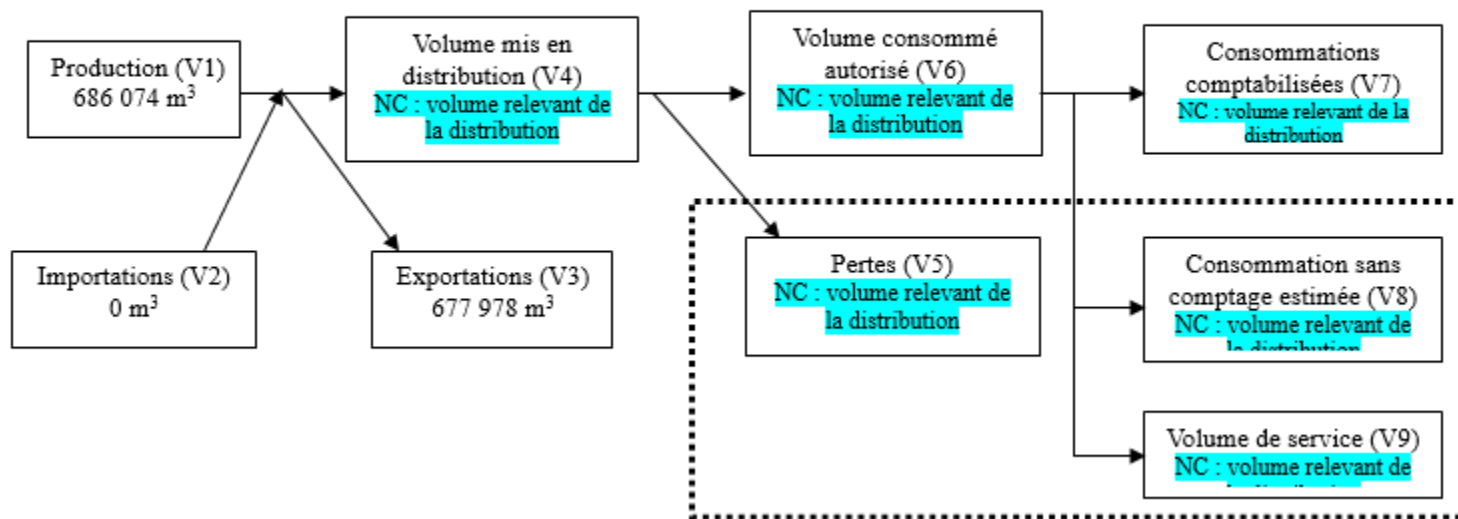 Production (V1)
686 074 m³
Volume mis en
distribution (V4)
NC : volume relevant de
la distribution
Volume consommé
autorisé (V6)
NC : volume relevant de
la distribution
Consommations
comptabilisées (V7)
NC : volume relevant de la
distribution
Importations (V2)
0 m³
Exportations (V3)
677 978 m³
Pertes (V5)
NC : volume relevant de
la distribution
Consommation sans
comptage estimée (V8)
NC : volume relevant de
la distribution
Volume de service (V9)
NC : volume relevant de